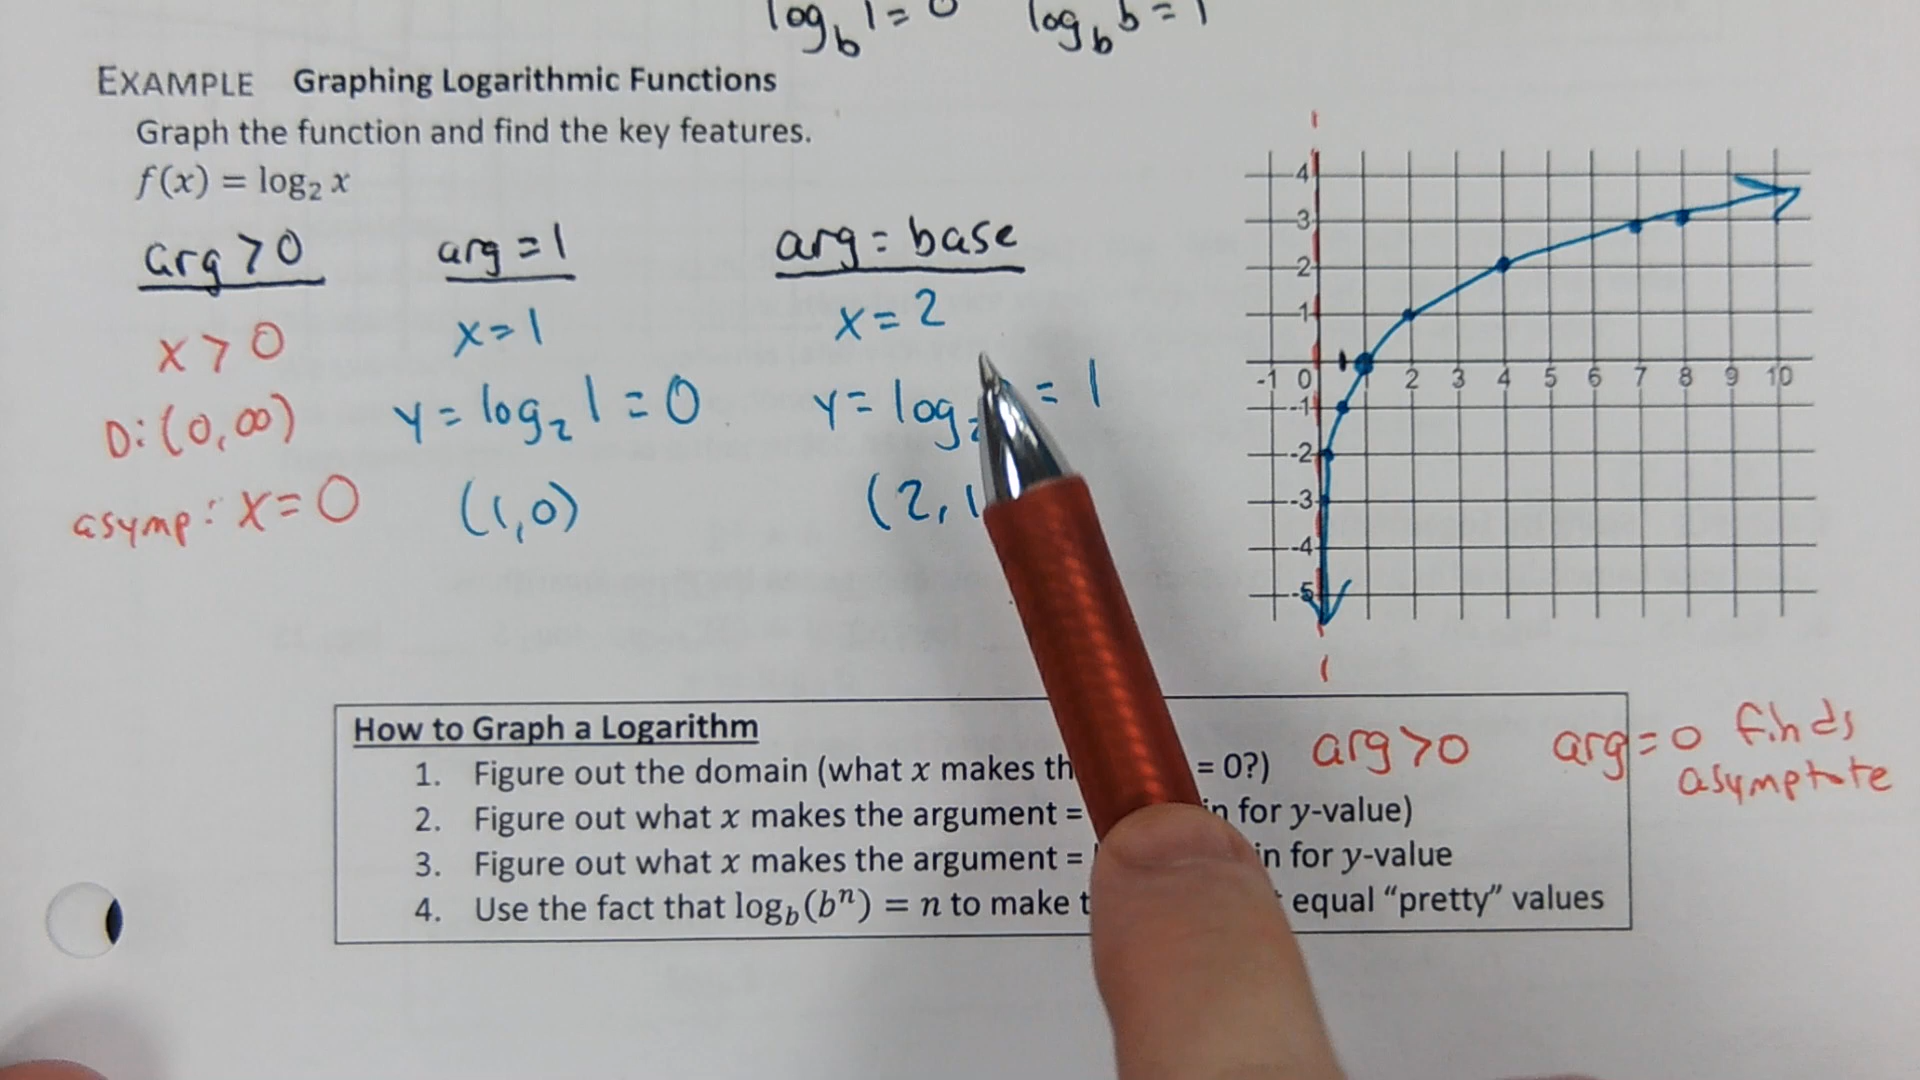 log_b 1 = 0 log_b b = 1
EXAMPLE Graphing Logarithmic Functions
Graph the function and find the key features.
f(x) = log₂ x
arg > 0 arg = 1 arg = base
x > 0 x = 1 x = 2
D: (0, ∞) y = log₂ 1 = 0 y = log = 1
asymp: x = 0 (1, 0) (2, 1
4
3
2
1
-1 0 1 2 3 4 5 6 7 8 9 10
-1
-2
-3
-4
-5
How to Graph a Logarithm
1. Figure out the domain (what x makes = 0?) arg > 0 arg = 0 finds
asymptote
2. Figure out what x makes the argument = for y-value)
3. Figure out what x makes the argument = in for y-value
4. Use the fact that log_b(bⁿ) = n to make equal “pretty” values